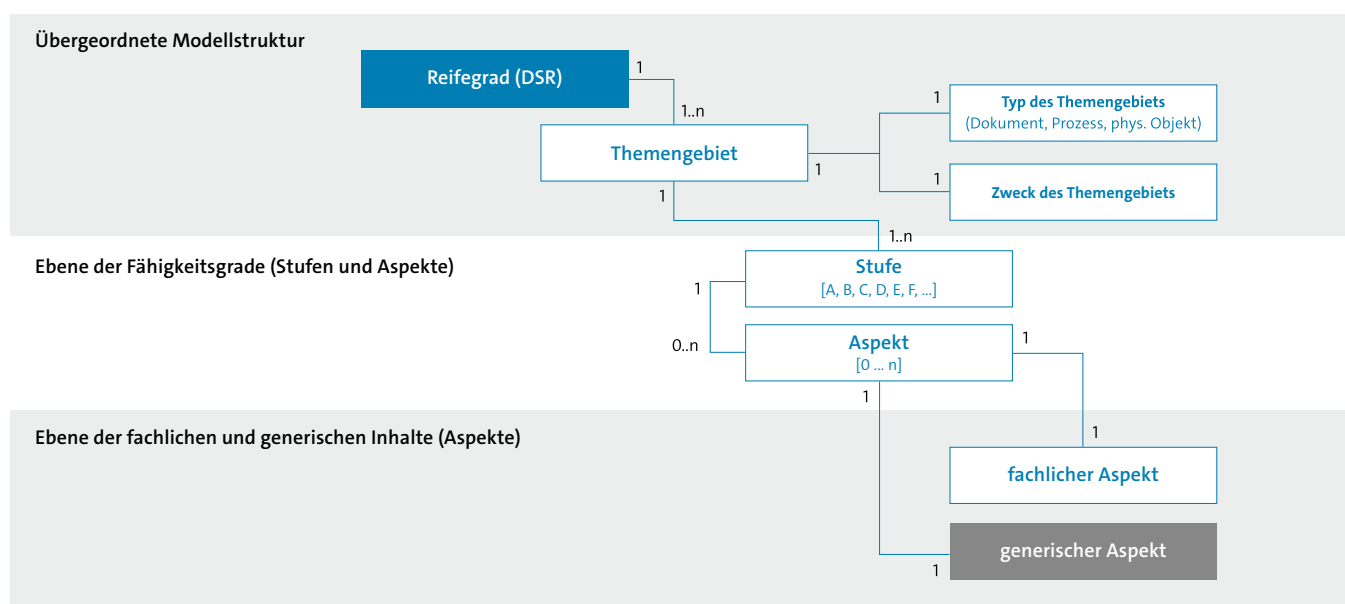 Übergeordnete Modellstruktur
Reifegrad (DSR)
1
1..n
Themengebiet
1
1
1
Typ des Themengebiets
(Dokument, Prozess, phys. Objekt)
1
Zweck des Themengebiets
1..n
Ebene der Fähigkeitsgrade (Stufen und Aspekte)
Stufe
[A, B, C, D, E, F, ...]
1
0..n
Aspekt
[0 ... n]
1
1
Ebene der fachlichen und generischen Inhalte (Aspekte)
1
fachlicher Aspekt
generischer Aspekt
1